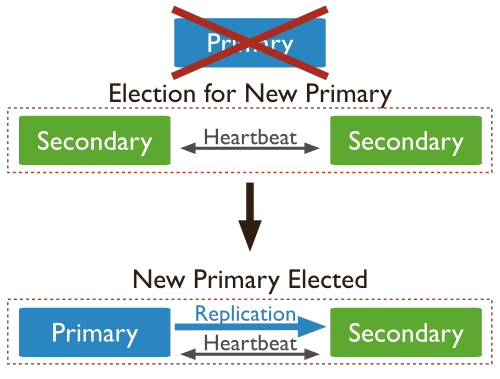 Primary
Election for New Primary
Secondary
Heartbeat
Secondary
New Primary Elected
Primary
Replication
Heartbeat
Secondary